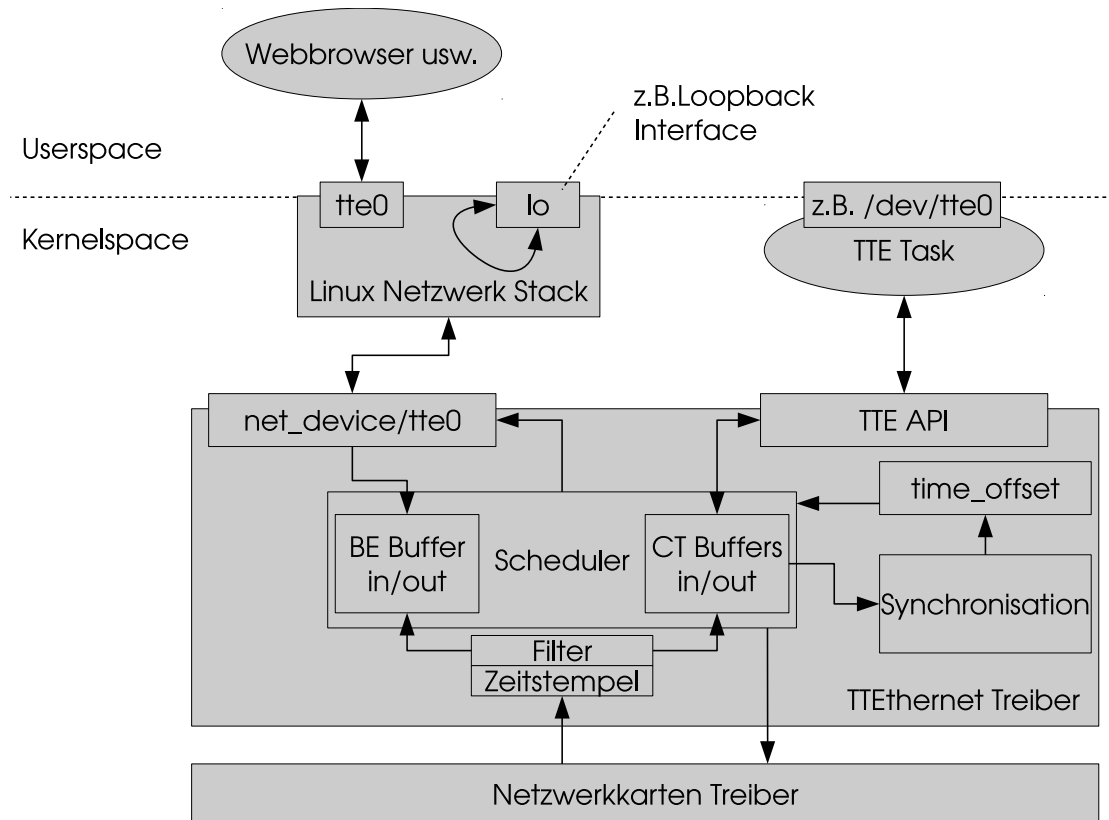 Webbrowser usw.
z.B.Loopback
Interface
Userspace
tte0
lo
z.B. /dev/tte0
Kernelspace
TTE Task
Linux Netzwerk Stack
net_device/tte0
TTE API
time_offset
BE Buffer
in/out
Scheduler
CT Buffers
in/out
Synchronisation
Filter
Zeitstempel
TTEthernet Treiber
Netzwerkkarten Treiber